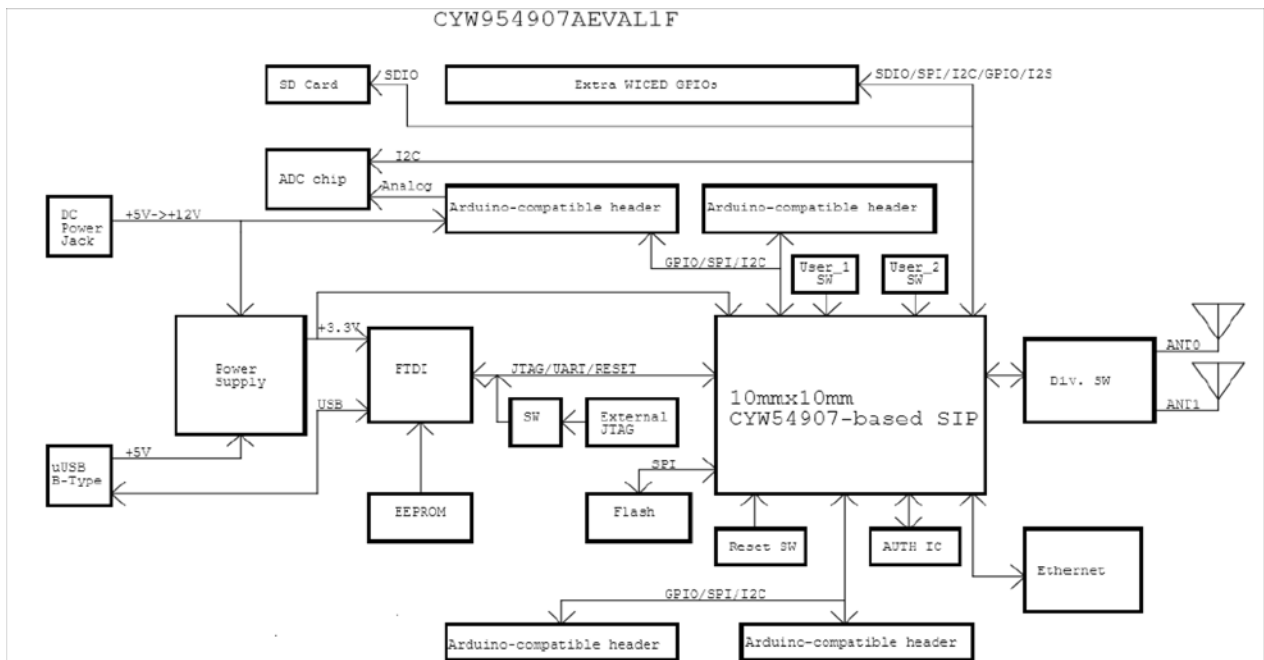 CYW954907AEVAL1F
SD Card
SDIO
Extra WICED GPIOs
SDIO/SPI/I2C/GPIO/I2S
I2C
ADC chip
Analog
DC
Power
Jack
+5V->+12V
Arduino-compatible header
Arduino-compatible header
GPIO/SPI/I2C
User_1
SW
User_2
SW
Power
Supply
+3.3V
FTDI
JTAG/UART/RESET
10mmx10mm
CYW54907-based SIP
Div. SW
ANT0
ANT1
USB
SW
External
JTAG
+5V
uUSB
B-Type
EEPROM
SPI
Flash
Reset SW
AUTH IC
Ethernet
GPIO/SPI/I2C
Arduino-compatible header
Arduino-compatible header